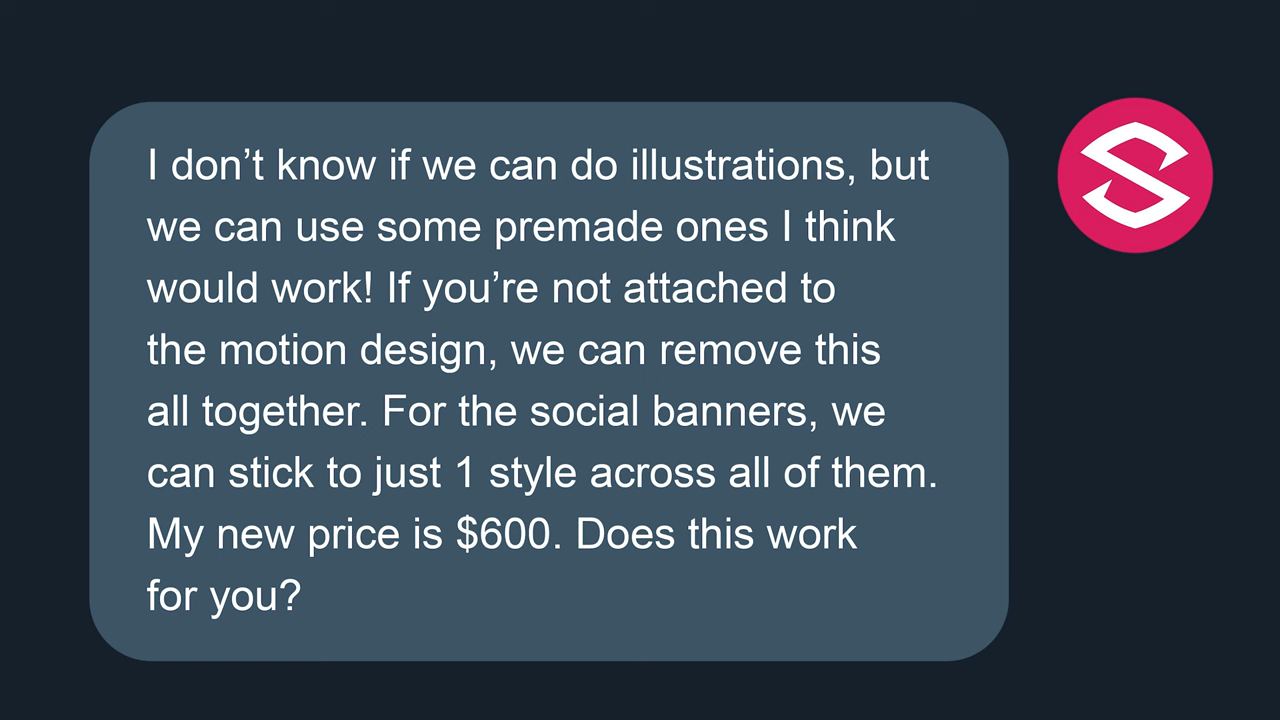 I don’t know if we can do illustrations, but
we can use some premade ones I think
would work! If you’re not attached to
the motion design, we can remove this
all together. For the social banners, we
can stick to just 1 style across all of them.
My new price is $600. Does this work
for you?